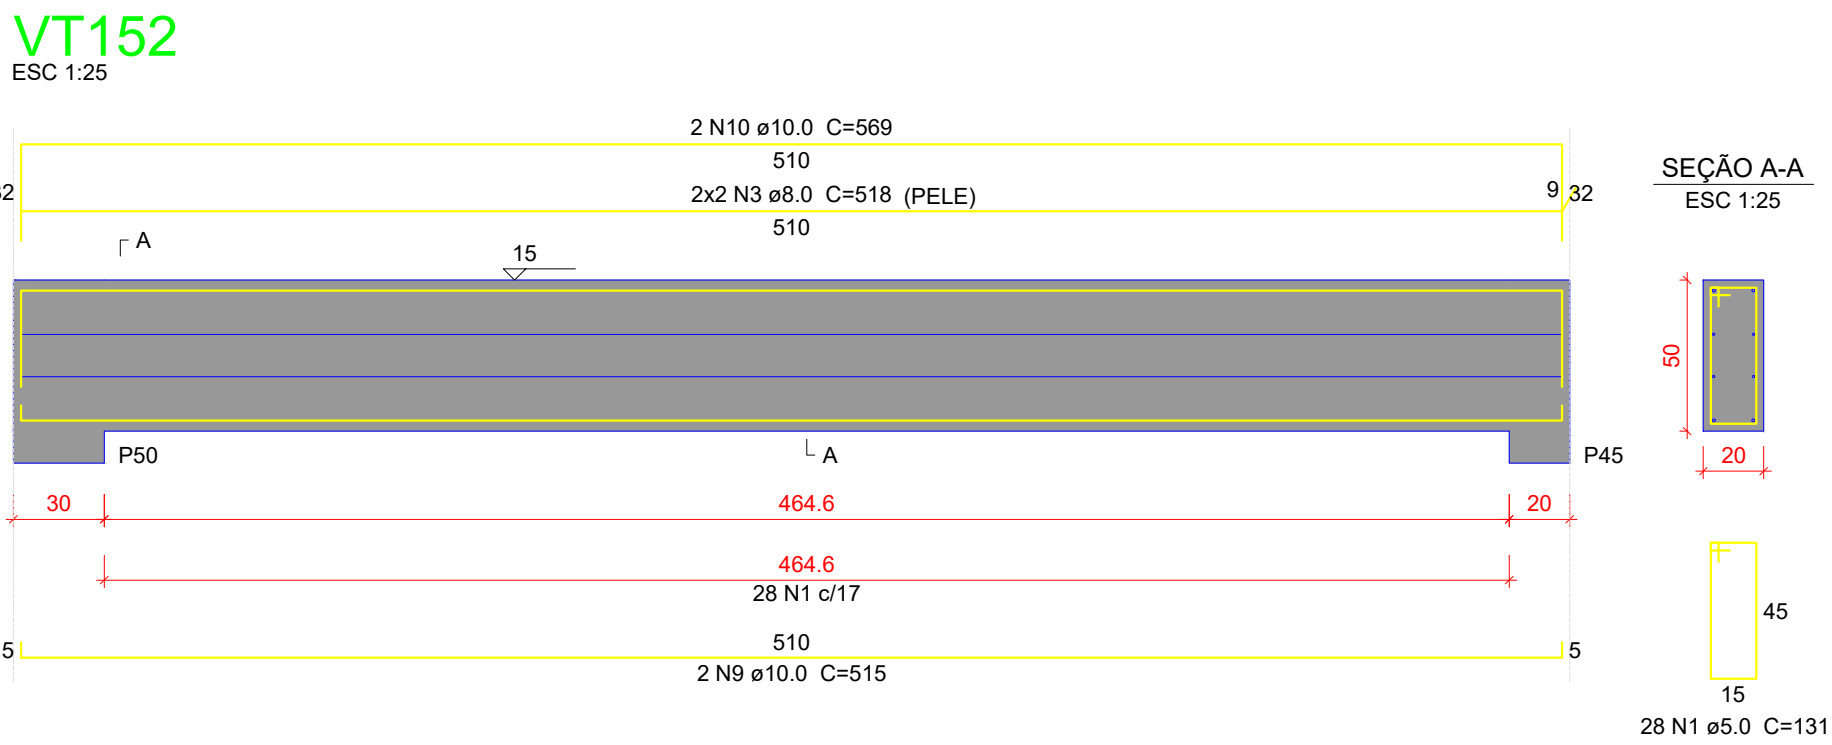 VT152
ESC 1:25
2 N10 ø10.0 C=569
510
2x2 N3 ø8.0 C=518 (PELE)
9
32
510
A
15
SEÇÃO A-A
ESC 1:25
50
20
P50
A
P45
30
464.6
20
464.6
28 N1 c/17
5
510
5
2 N9 ø10.0 C=515
45
15
28 N1 ø5.0 C=131